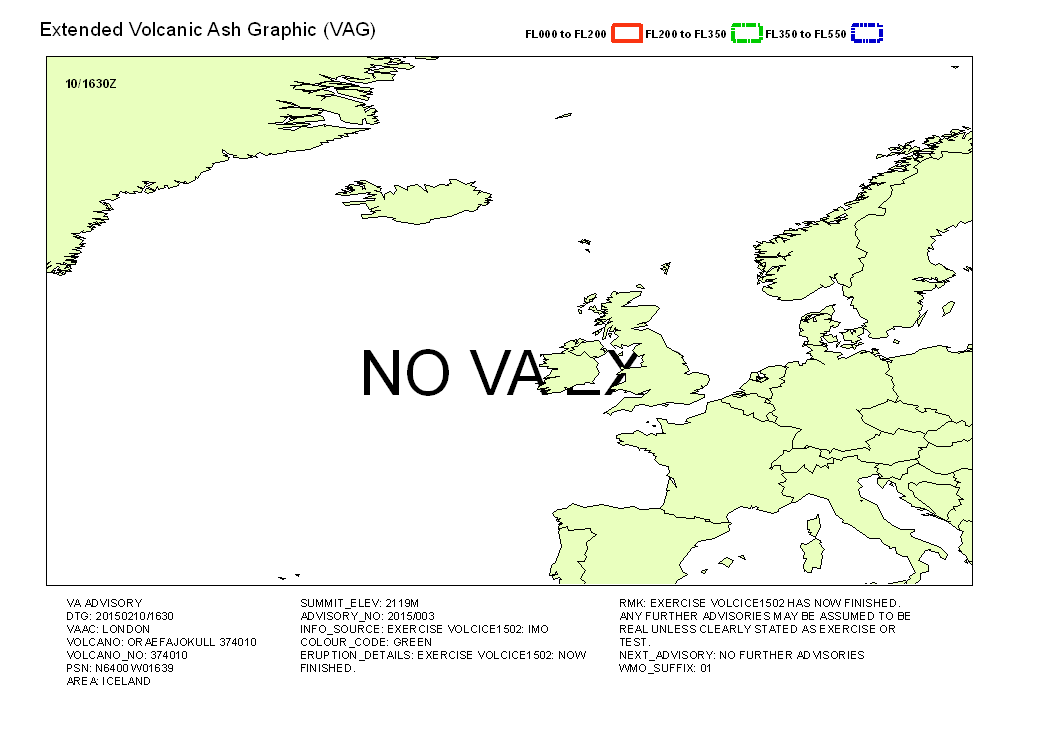 Extended Volcanic Ash Graphic (VAG)
FL000 to FL200 FL200 to FL350 FL350 to FL550
10/1630Z
NO VA EX
VA ADVISORY
DTG: 20150210/1630
VAAC: LONDON
VOLCANO: ORAEFAJOKULL 374010
VOLCANO_NO: 374010
PSN: N6400 W01639
AREA: ICELAND
SUMMIT_ELEV: 2119M
ADVISORY_NO: 2015/003
INFO_SOURCE: EXERCISE VOLCICE1502: IMO
COLOUR_CODE: GREEN
ERUPTION_DETAILS: EXERCISE VOLCICE1502: NOW
FINISHED.
RMK: EXERCISE VOLCICE1502 HAS NOW FINISHED.
ANY FURTHER ADVISORIES MAY BE ASSUMED TO BE
REAL UNLESS CLEARLY STATED AS EXERCISE OR
TEST.
NEXT_ADVISORY: NO FURTHER ADVISORIES
WMO_SUFFIX: 01